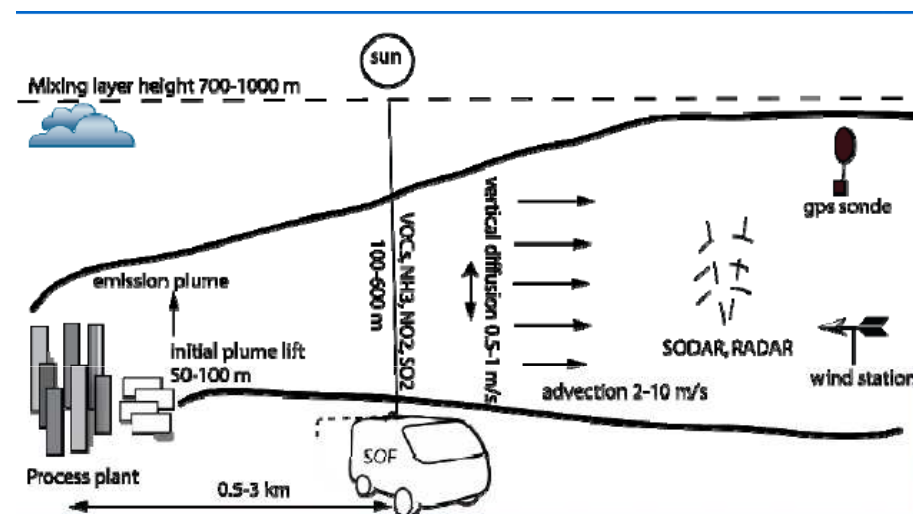 sun
Mixing layer height 700-1000 m
gps sonde
emission plume
VOCs, NH3, NO2, SO2
100-600 m
vertical diffusion 0.5-1 m/s
initial plume lift
50-100 m
SODAR, RADAR
wind station
advection 2-10 m/s
SOF
Process plant
0.5-3 km